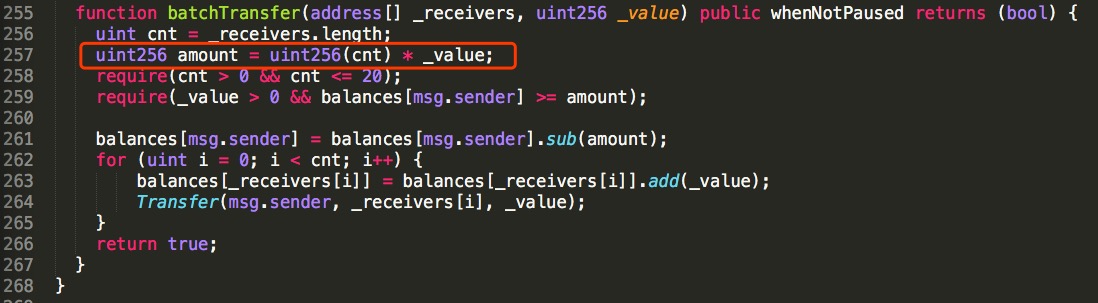 255 function batchTransfer(address[] _receivers, uint256 _value) public whenNotPaused returns (bool) {
256 uint cnt = _receivers.length;
257 uint256 amount = uint256(cnt) * _value;
258 require(cnt > 0 && cnt <= 20);
259 require(_value > 0 && balances[msg.sender] >= amount);
260
261 balances[msg.sender] = balances[msg.sender].sub(amount);
262 for (uint i = 0; i < cnt; i++) {
263 balances[_receivers[i]] = balances[_receivers[i]].add(_value);
264 Transfer(msg.sender, _receivers[i], _value);
265 }
266 return true;
267 }
268 }